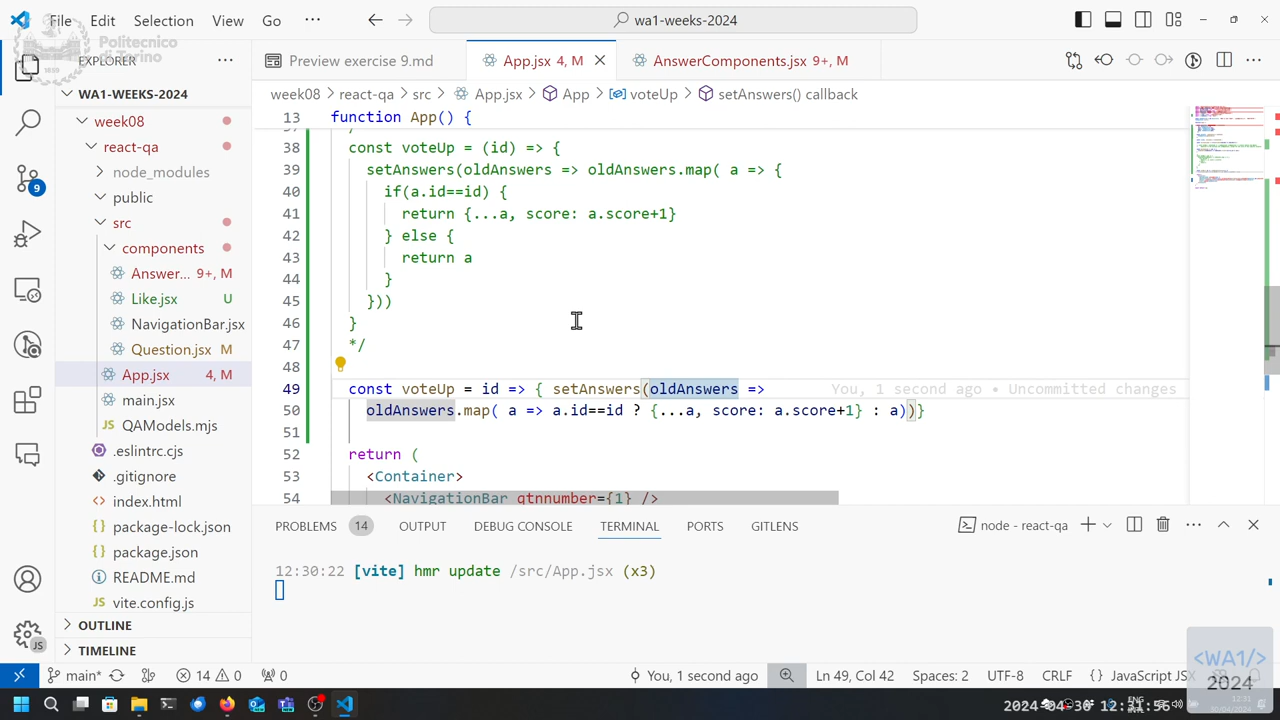 File Edit Selection View Go ··· wa1-weeks-2024
Politecnico
di Torino
EXPLORER ···
Preview exercise 9.md
App.jsx 4, M
AnswerComponents.jsx 9+, M
WA1-WEEKS-2024
week08 > react-qa > src > App.jsx > App > voteUp > setAnswers() callback
week08
react-qa
node_modules
public
src
components
Answer... 9+, M
Like.jsx U
NavigationBar.jsx
Question.jsx M
App.jsx 4, M
main.jsx
QAModels.mjs
.eslintrc.cjs
.gitignore
index.html
package-lock.json
package.json
README.md
vite.config.js
OUTLINE
TIMELINE
9
JS
13 function App() {
38 const voteUp = (id) => {
39 setAnswers(oldAnswers => oldAnswers.map( a => {
40 if(a.id==id) {
41 return {...a, score: a.score+1}
42 } else {
43 return a
44 }
45 }))
46 }
47 */
48
49 const voteUp = id => { setAnswers(oldAnswers => You, 1 second ago • Uncommitted changes
50 oldAnswers.map( a => a.id==id ? {...a, score: a.score+1} : a))}
51
52 return (
53 <Container>
54 <NavigationBar qtnnumber={1} />
PROBLEMS 14 OUTPUT DEBUG CONSOLE TERMINAL PORTS GITLENS node - react-qa
12:30:22 [vite] hmr update /src/App.jsx (x3)
main* 14 0 0 You, 1 second ago Ln 49, Col 42 Spaces: 2 UTF-8 CRLF {} JavaScript JSX
<WA1/>
2024
2024-04-30 12:31:56